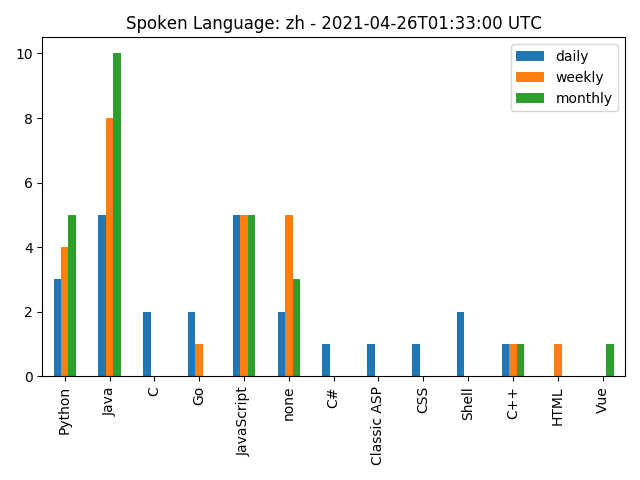 Spoken Language: zh - 2021-04-26T01:33:00 UTC
daily
weekly
monthly
10
8
6
4
2
0
Python
Java
C
Go
JavaScript
none
C#
Classic ASP
CSS
Shell
C++
HTML
Vue